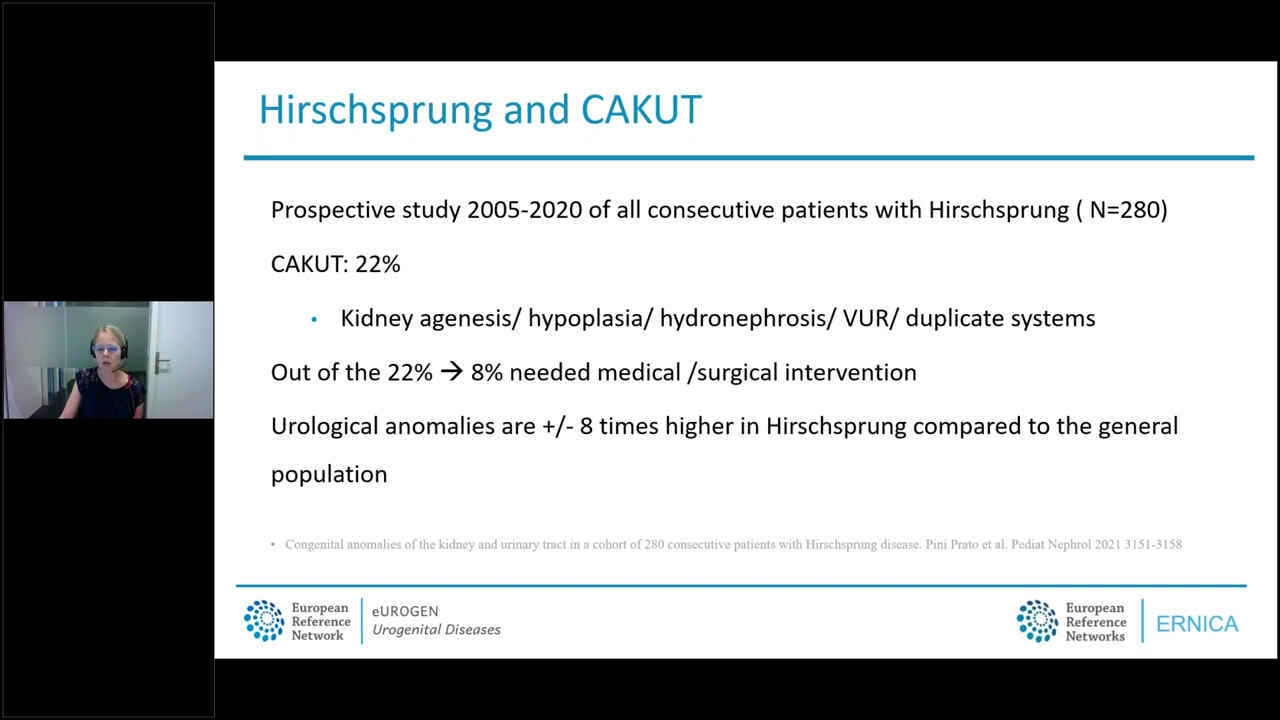 Hirschsprung and CAKUT
Prospective study 2005-2020 of all consecutive patients with Hirschsprung ( N=280)
CAKUT: 22%
• Kidney agenesis/ hypoplasia/ hydronephrosis/ VUR/ duplicate systems
Out of the 22% → 8% needed medical /surgical intervention
Urological anomalies are +/- 8 times higher in Hirschsprung compared to the general
population
• Congenital anomalies of the kidney and urinary tract in a cohort of 280 consecutive patients with Hirschsprung disease. Pini Prato et al. Pediat Nephrol 2021 3151-3158
European
Reference
Network
eUROGEN
Urogenital Diseases
European
Reference
Networks
ERNICA